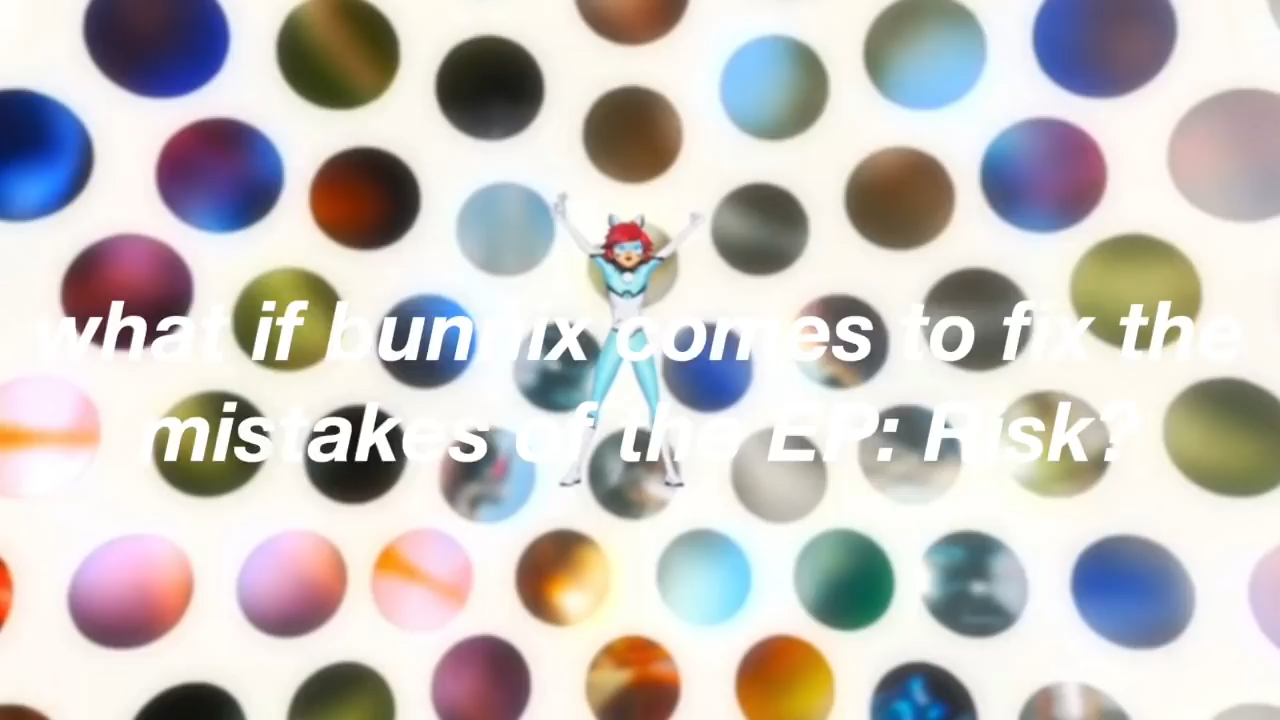 what if bunnix comes to fix the
mistakes of the EP: Risk?